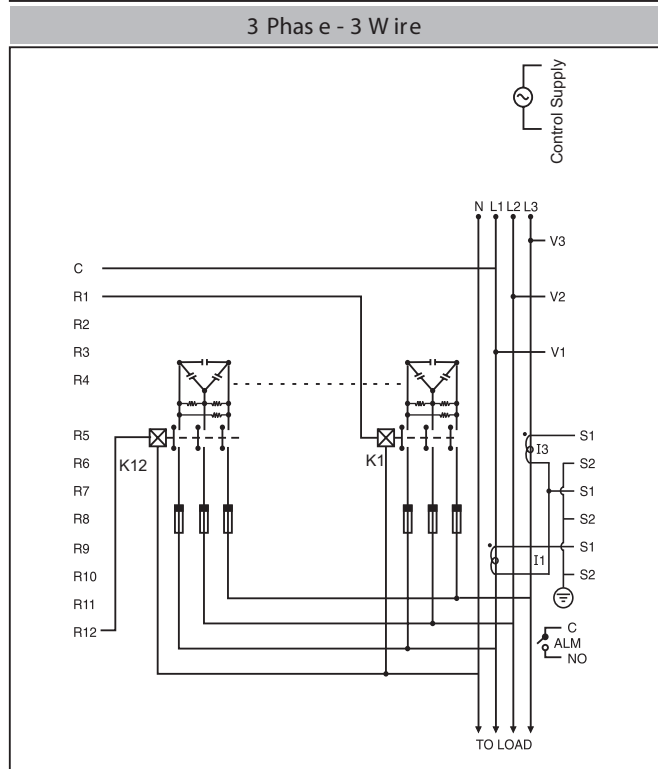 3 Phas e - 3 W ire
Control Supply
N L1 L2 L3
V3
C
R1
V2
R2
R3
V1
R4
R5
S1
I3
K12
K1
R6
S2
R7
S1
R8
S2
R9
S1
I1
R10
S2
R11
C
R12
ALM
NO
TO LOAD